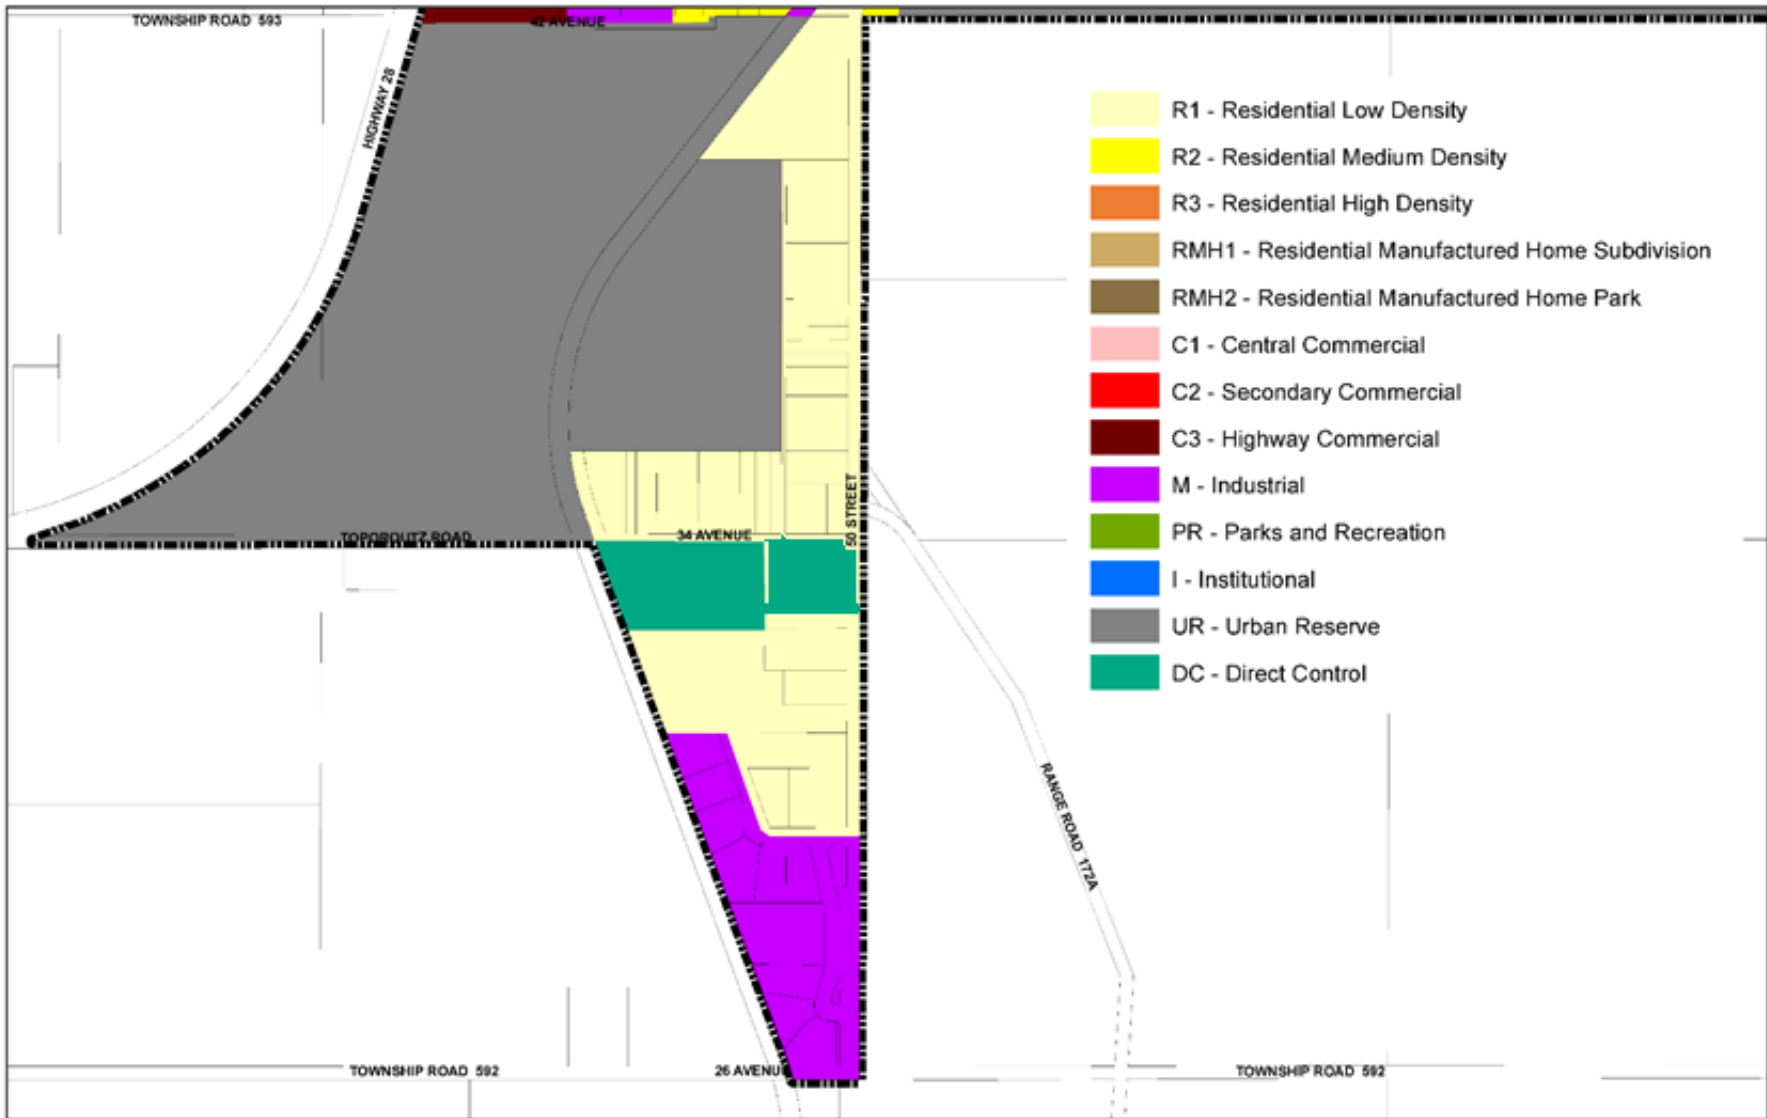 TOWNSHIP ROAD 593
42 AVENUE
HIGHWAY 28
R1 - Residential Low Density
R2 - Residential Medium Density
R3 - Residential High Density
RMH1 - Residential Manufactured Home Subdivision
RMH2 - Residential Manufactured Home Park
C1 - Central Commercial
C2 - Secondary Commercial
C3 - Highway Commercial
M - Industrial
PR - Parks and Recreation
I - Institutional
UR - Urban Reserve
DC - Direct Control
50 STREET
TOPOROUTZ ROAD
34 AVENUE
RANGE ROAD 172A
TOWNSHIP ROAD 592
26 AVENUE
TOWNSHIP ROAD 592